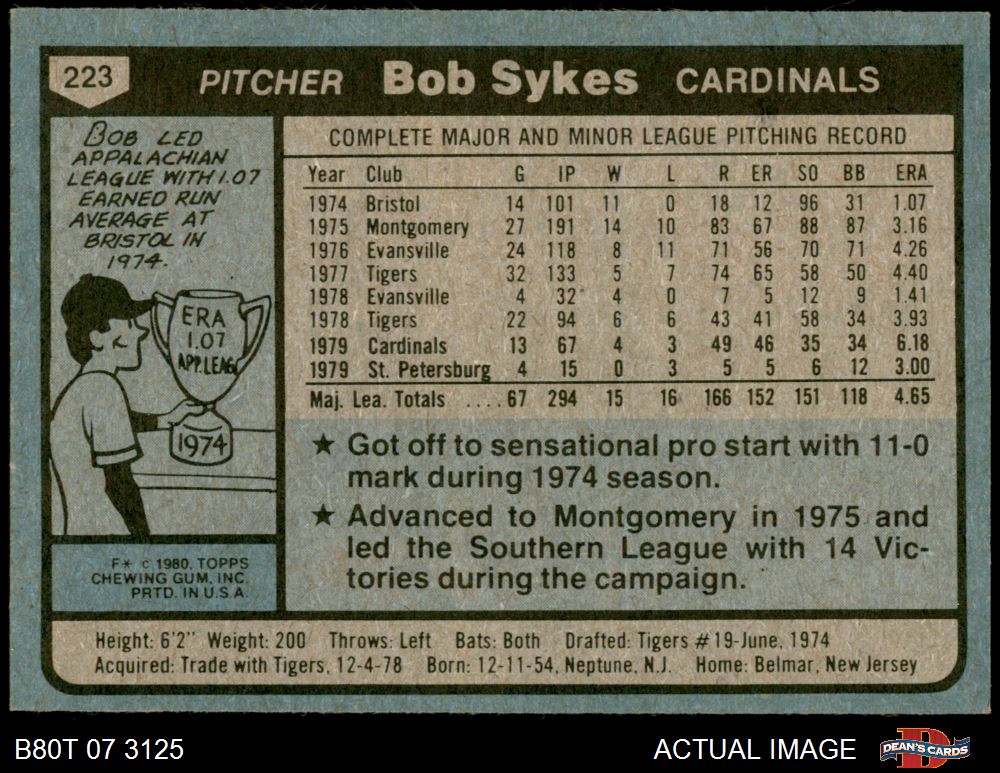 223 PITCHER Bob Sykes CARDINALS
BOB LED
APPALACHIAN
LEAGUE WITH 1.07
EARNED RUN
AVERAGE AT
BRISTOL IN
1974.
ERA
1.07
APP. LEAG
1974
F* © 1980, TOPPS
CHEWING GUM, INC.
PRTD. IN U.S.A.
COMPLETE MAJOR AND MINOR LEAGUE PITCHING RECORD
Year Club G IP W L R ER SO BB ERA
1974 Bristol 14 101 11 0 18 12 96 31 1.07
1975 Montgomery 27 191 14 10 83 67 88 87 3.16
1976 Evansville 24 118 8 11 71 56 70 71 4.26
1977 Tigers 32 133 5 7 74 65 58 50 4.40
1978 Evansville 4 32 4 0 7 5 12 9 1.41
1978 Tigers 22 94 6 6 43 41 58 34 3.93
1979 Cardinals 13 67 4 3 49 46 35 34 6.18
1979 St. Petersburg 4 15 0 3 5 5 6 12 3.00
Maj. Lea. Totals ....67 294 15 16 166 152 151 118 4.65
★ Got off to sensational pro start with 11-0
mark during 1974 season.
★ Advanced to Montgomery in 1975 and
led the Southern League with 14 Vic-
tories during the campaign.
Height: 6'2" Weight: 200 Throws: Left Bats: Both Drafted: Tigers #19-June, 1974
Acquired: Trade with Tigers, 12-4-78 Born: 12-11-54, Neptune, N.J. Home: Belmar, New Jersey
B80T 07 3125 ACTUAL IMAGE DEAN'S CARDS